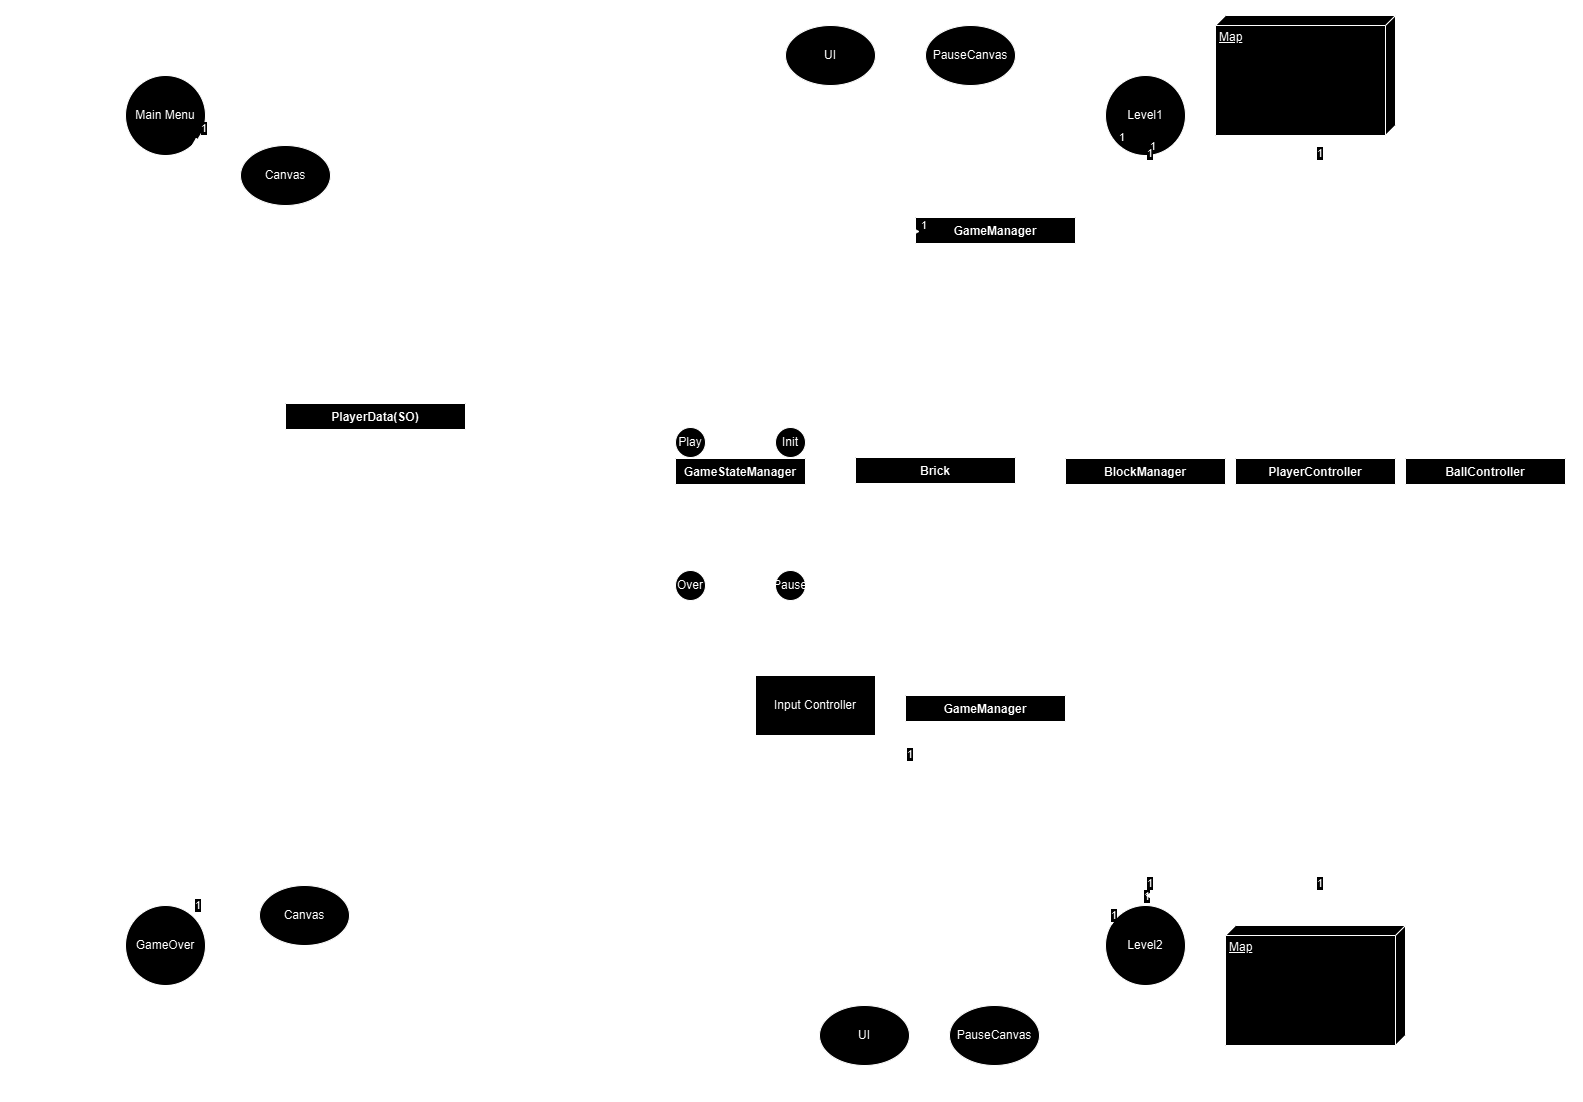 UI
PauseCanvas
Map
Main Menu
1
Level1
1
1
1
1
Canvas
1
GameManager
PlayerData(SO)
Play
Init
GameStateManager
Brick
BlockManager
PlayerController
BallController
Over
Pause
Input Controller
GameManager
1
1
1
1
1
Canvas
1
GameOver
Level2
Map
UI
PauseCanvas